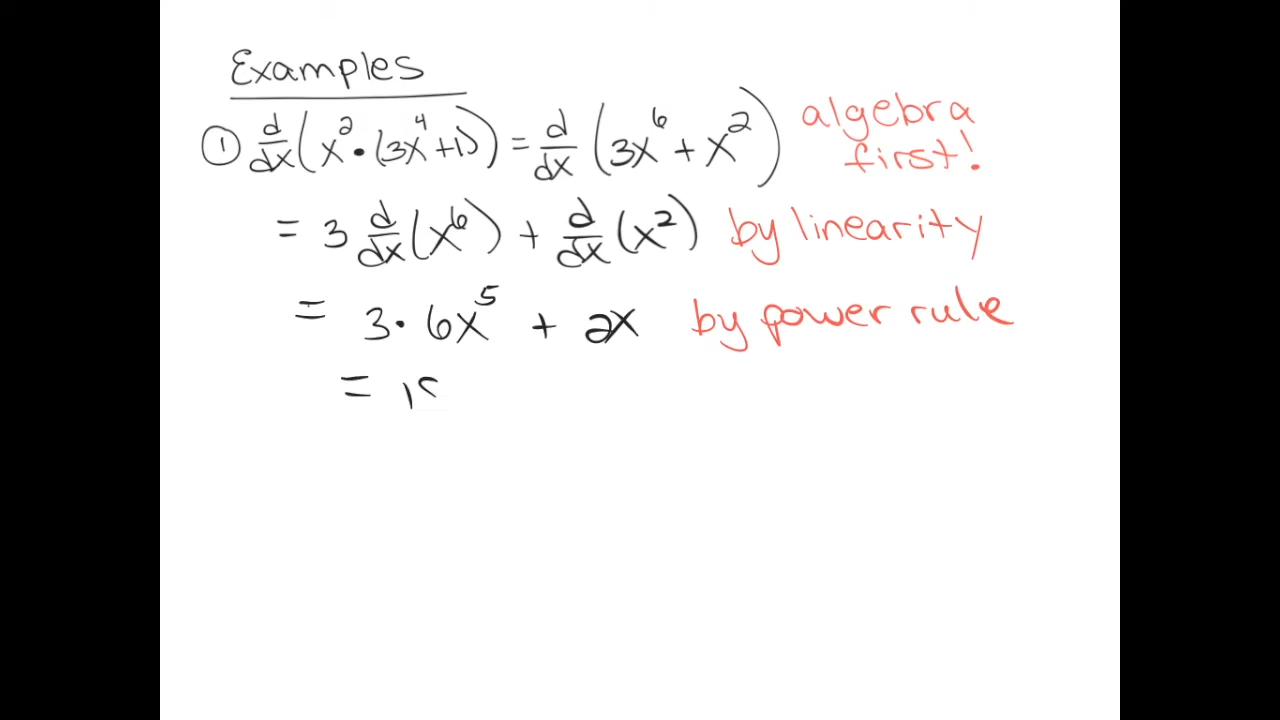 Examples
① d/dx (x² • (3x⁴+1)) = d/dx (3x⁶ + x²) algebra first!
= 3 d/dx (x⁶) + d/dx (x²) by linearity
= 3 • 6x⁵ + 2x by power rule
= 1